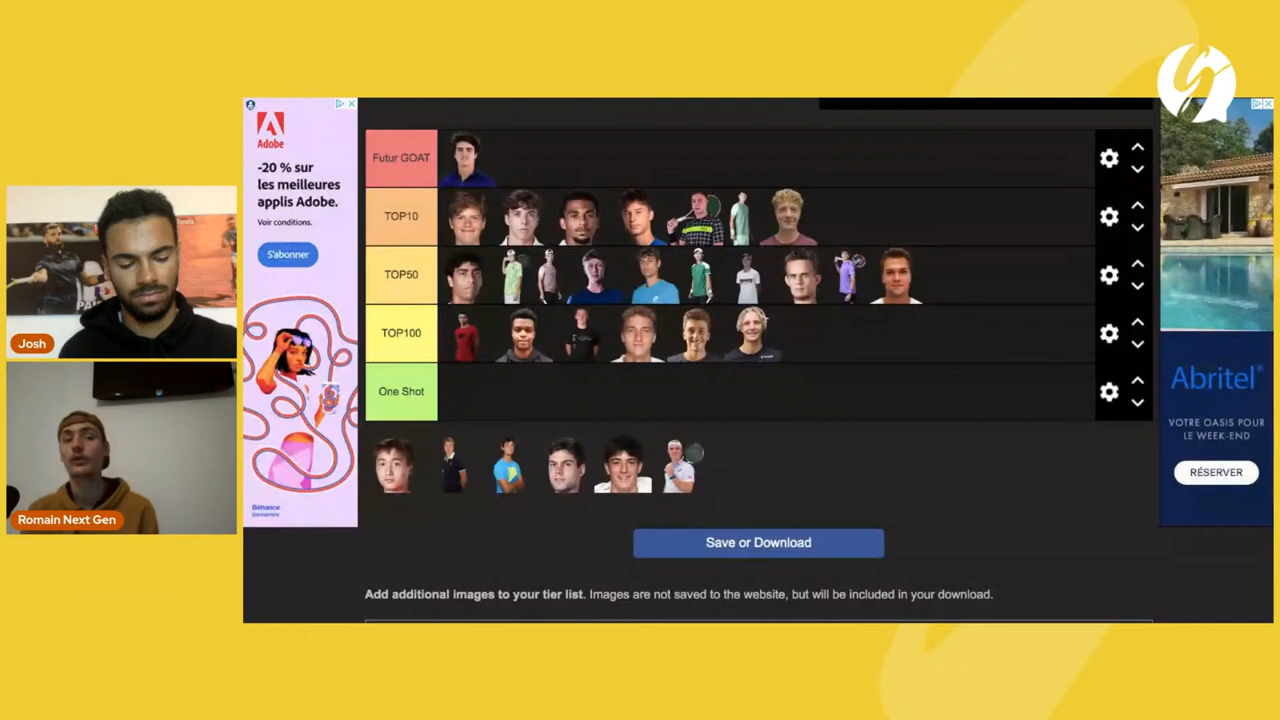 Adobe
-20 % sur
les meilleures
applis Adobe.
Voir conditions.
S'abonner
Béhance
Futur GOAT
TOP10
TOP50
TOP100
One Shot
Josh
Romain Next Gen
Save or Download
Add additional images to your tier list. Images are not saved to the website, but will be included in your download.
Abritel
VOTRE OASIS POUR
LE WEEK-END
RÉSERVER